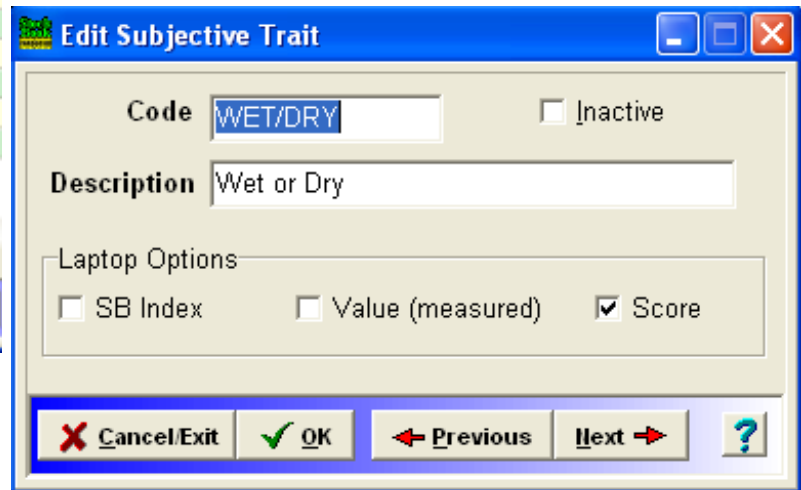 Edit Subjective Trait
Code WET/DRY Inactive
Description Wet or Dry
Laptop Options
SB Index Value (measured) Score
Cancel/Exit OK Previous Next ?